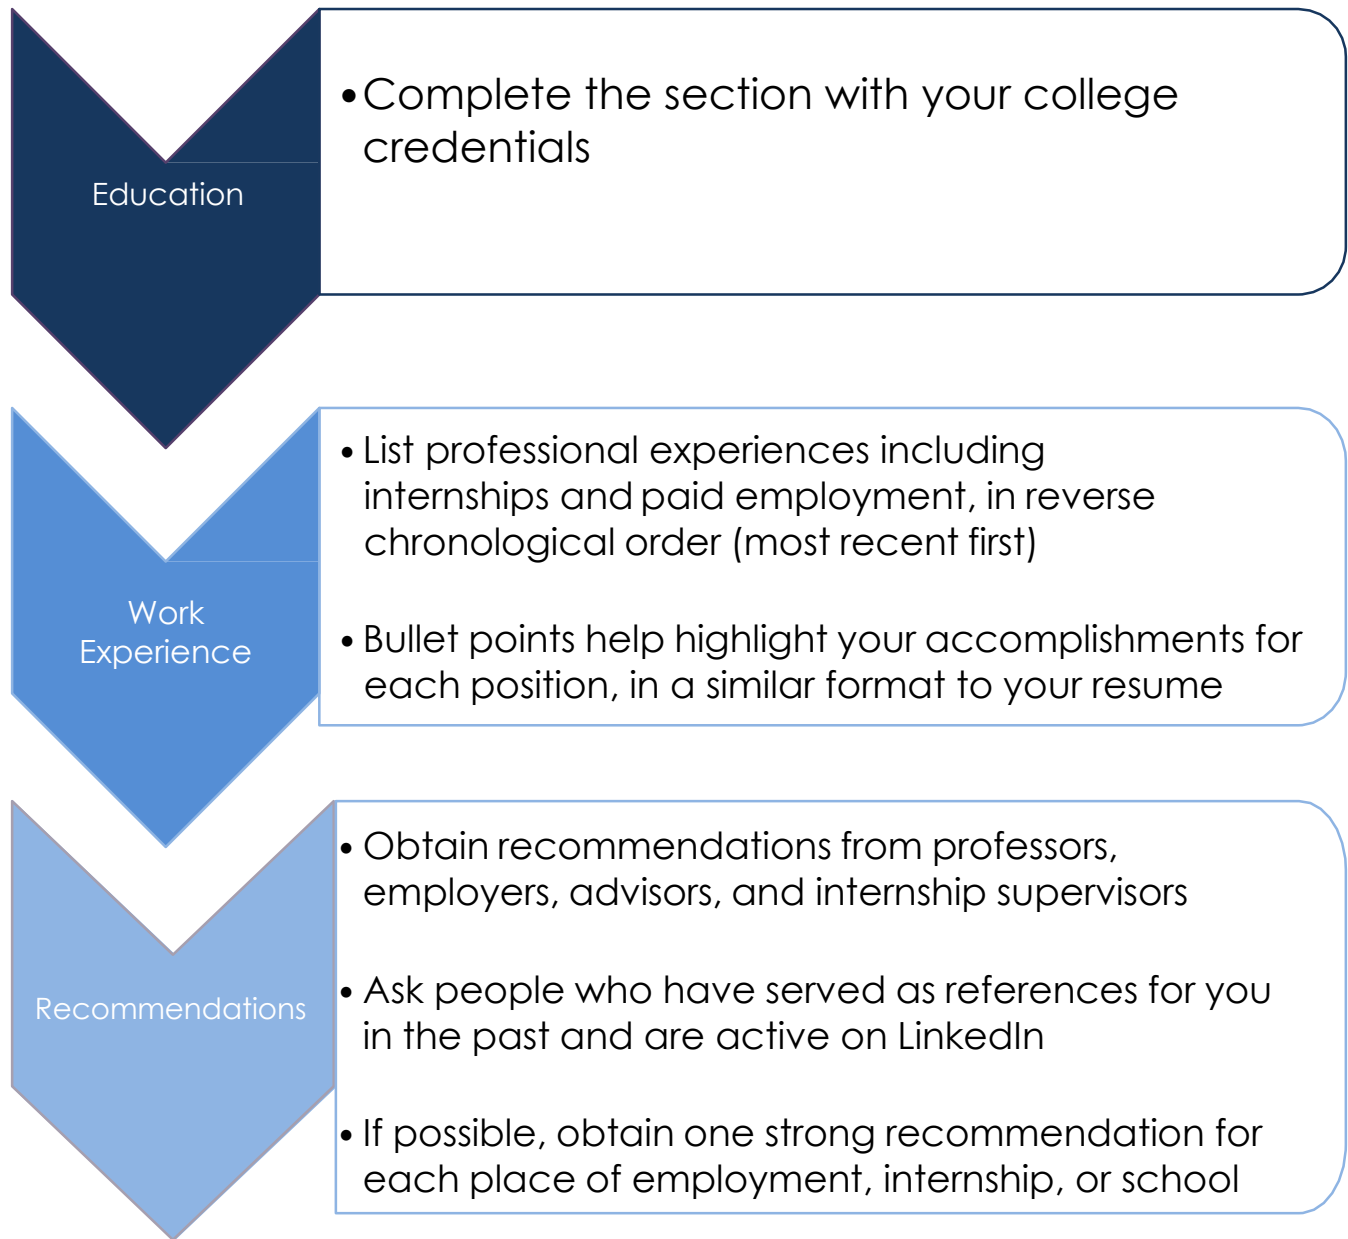 Education
•Complete the section with your college
credentials
Work
Experience
• List professional experiences including
internships and paid employment, in reverse
chronological order (most recent first)
• Bullet points help highlight your accomplishments for
each position, in a similar format to your resume
Recommendations
• Obtain recommendations from professors,
employers, advisors, and internship supervisors
• Ask people who have served as references for you
in the past and are active on LinkedIn
• If possible, obtain one strong recommendation for
each place of employment, internship, or school